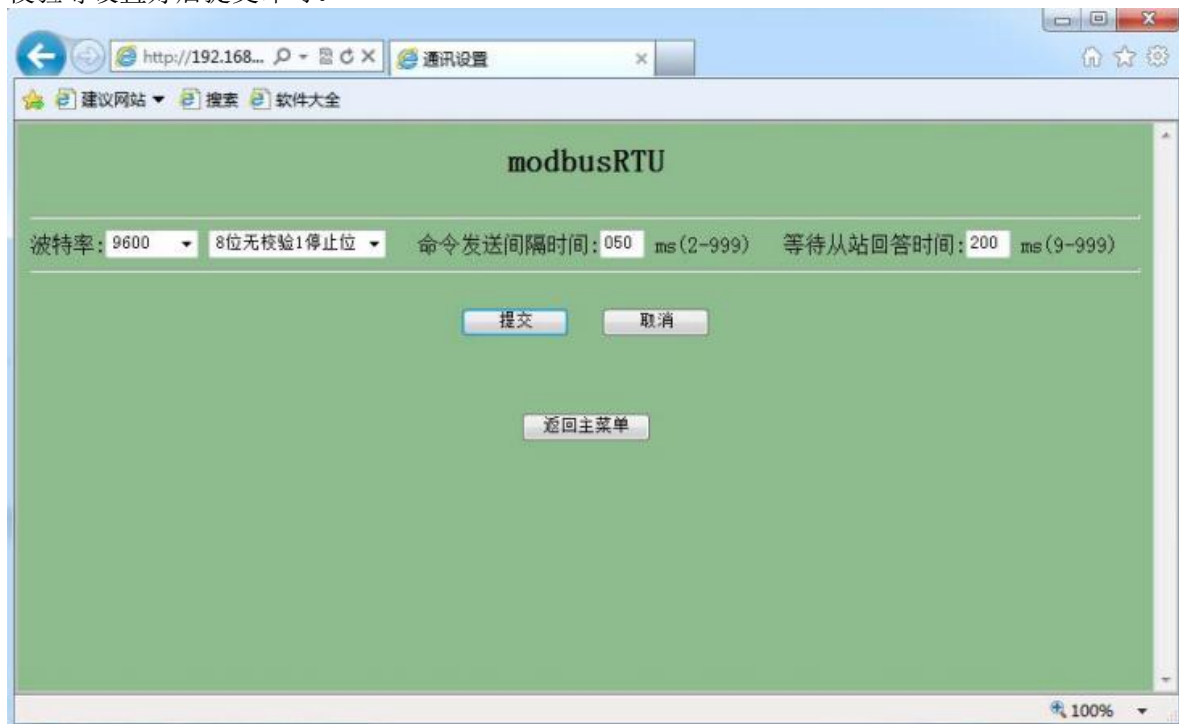 http://192.168... 通讯设置
建议网站 搜索 软件大全
modbusRTU
波特率: 9600 8位无校验1停止位 命令发送间隔时间: 050 ms(2-999) 等待从站回答时间: 200 ms(9-999)
提交 取消
返回主菜单
100%